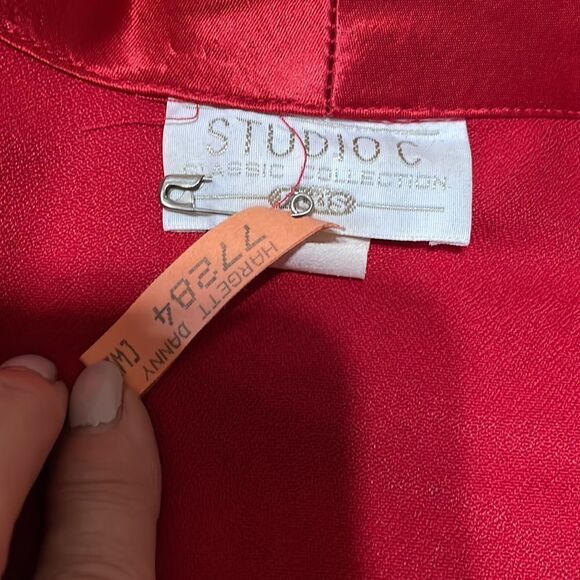 STUDIO C
CLASSIC COLLECTION
HARGETT DANNY
77284